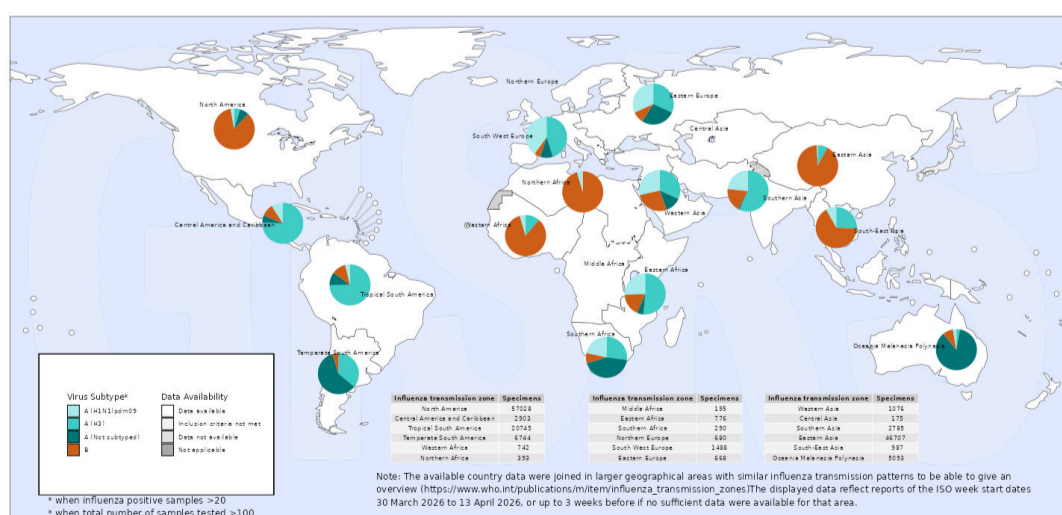 Northern Europe
Eastern Europe
North America
Central Asia
South West Europe
Eastern Asia
Northern Africa
Southern Asia
Western Asia
Central America and Caribbean
Western Africa
South-East Asia
Middle Africa
Eastern Africa
Tropical South America
Southern Africa
Oceania Melanesia Polynesia
Temperate South America
Virus Subtype*
A(H1N1)pdm09
A(H3)
A(Not subtyped)
B
Data Availability
Data available
Inclusion criteria not met
Data not available
Not applicable
* when influenza positive samples >20
* when total number of samples tested >100
Influenza transmission zone Specimens
North America 57028
Central America and Caribbean 2903
Tropical South America 20745
Temperate South America 6744
Western Africa 742
Northern Africa 393
Influenza transmission zone Specimens
Middle Africa 195
Eastern Africa 776
Southern Africa 290
Northern Europe 680
South West Europe 1488
Eastern Europe 668
Influenza transmission zone Specimens
Western Asia 1076
Central Asia 175
Southern Asia 2785
Eastern Asia 46707
South-East Asia 987
Oceania Melanesia Polynesia 5093
Note: The available country data were joined in larger geographical areas with similar influenza transmission patterns to be able to give an
overview (https://www.who.int/publications/m/item/influenza_transmission_zones)The displayed data reflect reports of the ISO week start dates
30 March 2026 to 13 April 2026, or up to 3 weeks before if no sufficient data were available for that area.